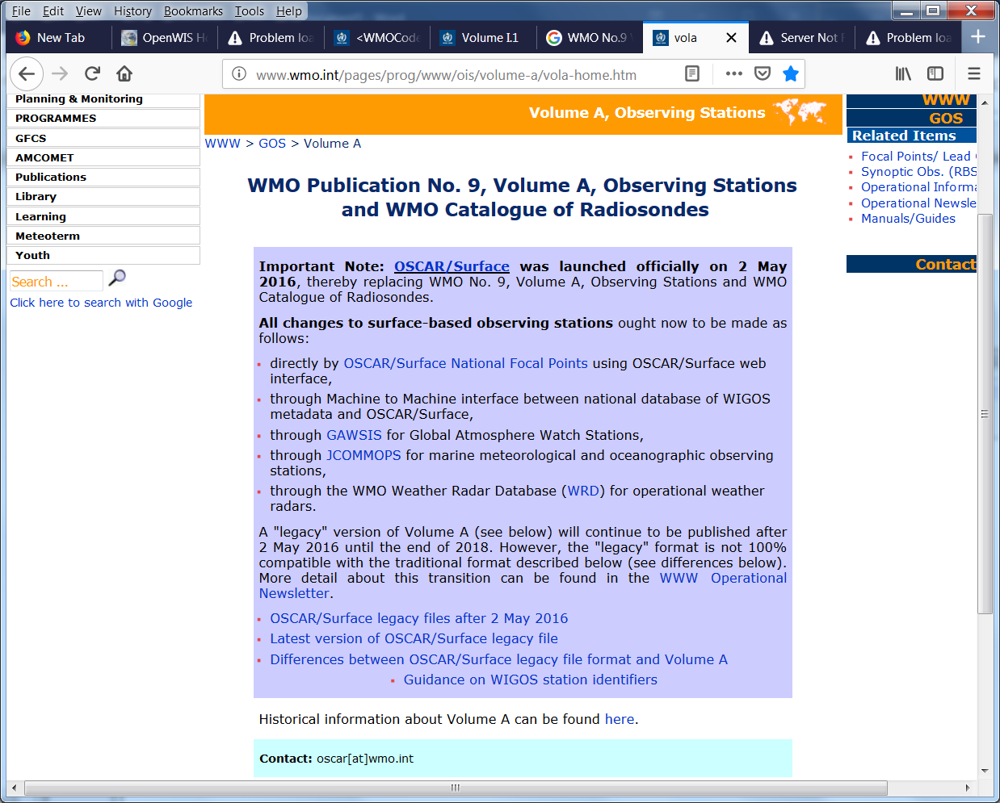 File Edit View History Bookmarks Tools Help
New Tab OpenWIS Problem loa <WMOCode Volume I.1 WMO No.9 vola Server Not Problem loa
www.wmo.int/pages/prog/www/ois/volume-a/vola-home.htm
Planning & Monitoring
PROGRAMMES
GFCS
AMCOMET
Publications
Library
Learning
Meteoterm
Youth
Search ...
Click here to search with Google
Volume A, Observing Stations
WWW > GOS > Volume A
WMO Publication No. 9, Volume A, Observing Stations
and WMO Catalogue of Radiosondes
Important Note: OSCAR/Surface was launched officially on 2 May
2016, thereby replacing WMO No. 9, Volume A, Observing Stations and WMO
Catalogue of Radiosondes.
All changes to surface-based observing stations ought now to be made as
follows:
directly by OSCAR/Surface National Focal Points using OSCAR/Surface web
interface,
through Machine to Machine interface between national database of WIGOS
metadata and OSCAR/Surface,
through GAWSIS for Global Atmosphere Watch Stations,
through JCOMMOPS for marine meteorological and oceanographic observing
stations,
through the WMO Weather Radar Database (WRD) for operational weather
radars.
A "legacy" version of Volume A (see below) will continue to be published after
2 May 2016 until the end of 2018. However, the "legacy" format is not 100%
compatible with the traditional format described below (see differences below).
More detail about this transition can be found in the WWW Operational
Newsletter.
OSCAR/Surface legacy files after 2 May 2016
Latest version of OSCAR/Surface legacy file
Differences between OSCAR/Surface legacy file format and Volume A
Guidance on WIGOS station identifiers
Historical information about Volume A can be found here.
Contact: oscar[at]wmo.int
WWW
GOS
Related Items
Focal Points/ Lead
Synoptic Obs. (RBS
Operational Informa
Operational Newsle
Manuals/Guides
Contact